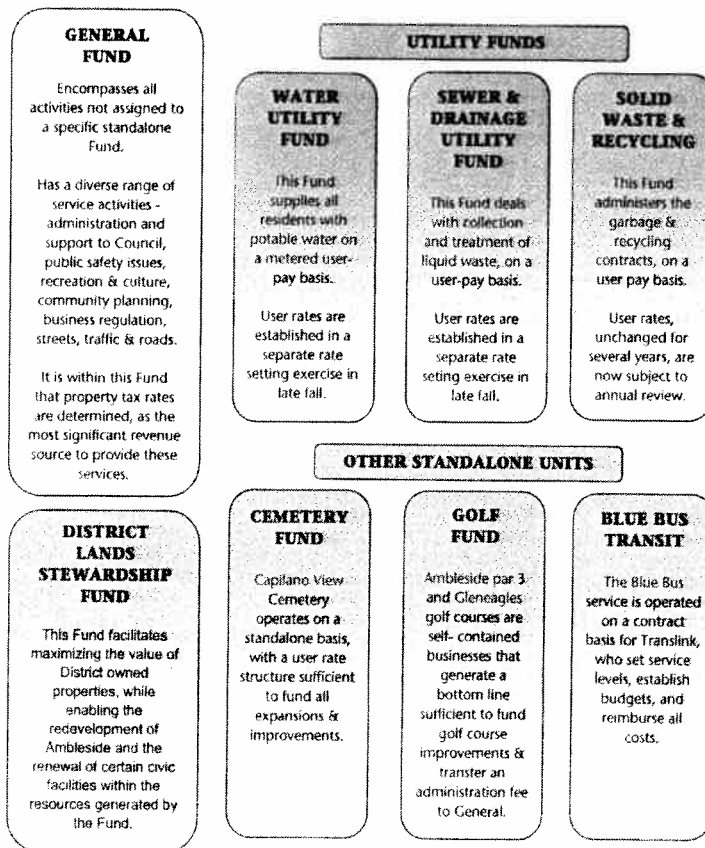 GENERAL
FUND
Encompasses all
activities not assigned to
a specific standalone
Fund.
Has a diverse range of
service activities -
administration and
support to Council,
public safety issues,
recreation & culture,
community planning,
business regulation,
streets, traffic & roads.
It is within this Fund
that property tax rates
are determined, as the
most significant revenue
source to provide these
services.
UTILITY FUNDS
WATER
UTILITY
FUND
This Fund
supplies all
residents with
potable water on
a metered user-
pay basis.
User rates are
established in a
separate rate
setting exercise in
late fall.
SEWER &
DRAINAGE
UTILITY
FUND
This Fund deals
with collection
and treatment of
liquid waste, on a
user-pay basis.
User rates are
established in a
separate rate
seting exercise in
late fall.
SOLID
WASTE &
RECYCLING
This Fund
administers the
garbage &
recycling
contracts, on a
user pay basis.
User rates,
unchanged for
several years, are
now subject to
annual review.
DISTRICT
LANDS
STEWARDSHIP
FUND
This Fund facilitates
maximizing the value of
District owned
properties, while
enabling the
redevelopment of
Ambleside and the
renewal of certain civic
facilities within the
resources generated by
the Fund.
OTHER STANDALONE UNITS
CEMETERY
FUND
Capilano View
Cemetery
operates on a
standalone basis,
with a user rate
structure sufficient
to fund all
expansions &
improvements.
GOLF
FUND
Ambleside par 3
and Gleneagles
golf courses are
self- contained
businesses that
generate a
bottom line
sufficient to fund
golf course
improvements &
transfer an
administration fee
to General.
BLUE BUS
TRANSIT
The Blue Bus
service is operated
on a contract
basis for Translink,
who set service
levels, establish
budgets, and
reimburse all
costs.